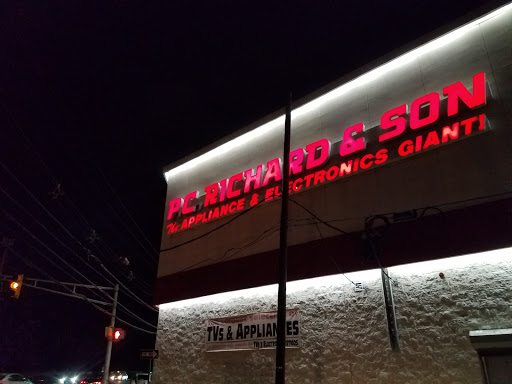 P.C. RICHARD & SON
The APPLIANCE & ELECTRONICS GIANT!
TVs & APPLIANCES